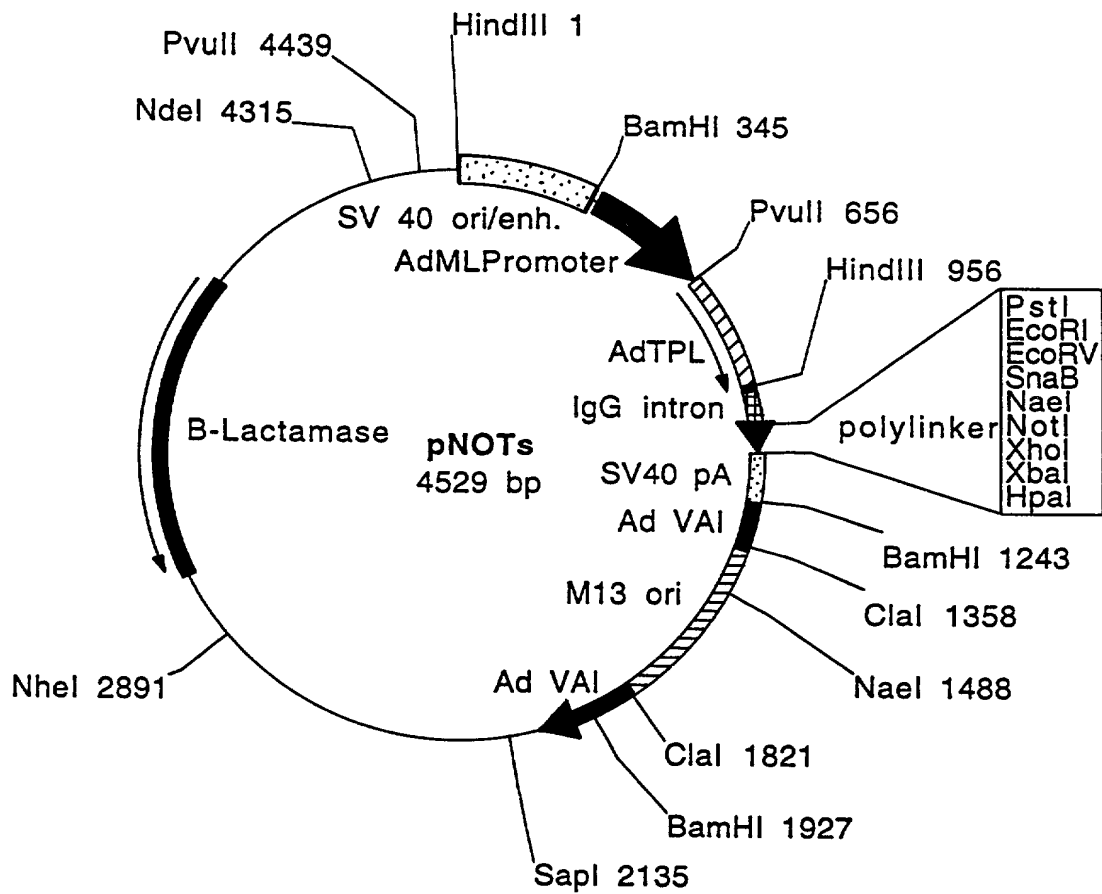 HindIII 1
PvuII 4439
NdeI 4315
BamHI 345
SV 40 ori/enh.
AdMLPromoter
PvuII 656
HindIII 956
PstI
EcoRI
EcoRV
SnaB
NaeI
NotI
XhoI
XbaI
HpaI
AdTPL
IgG intron
polylinker
B-Lactamase
pNOTs
4529 bp
SV40 pA
Ad VAI
BamHI 1243
ClaI 1358
M13 ori
NaeI 1488
NheI 2891
Ad VAI
ClaI 1821
BamHI 1927
SapI 2135